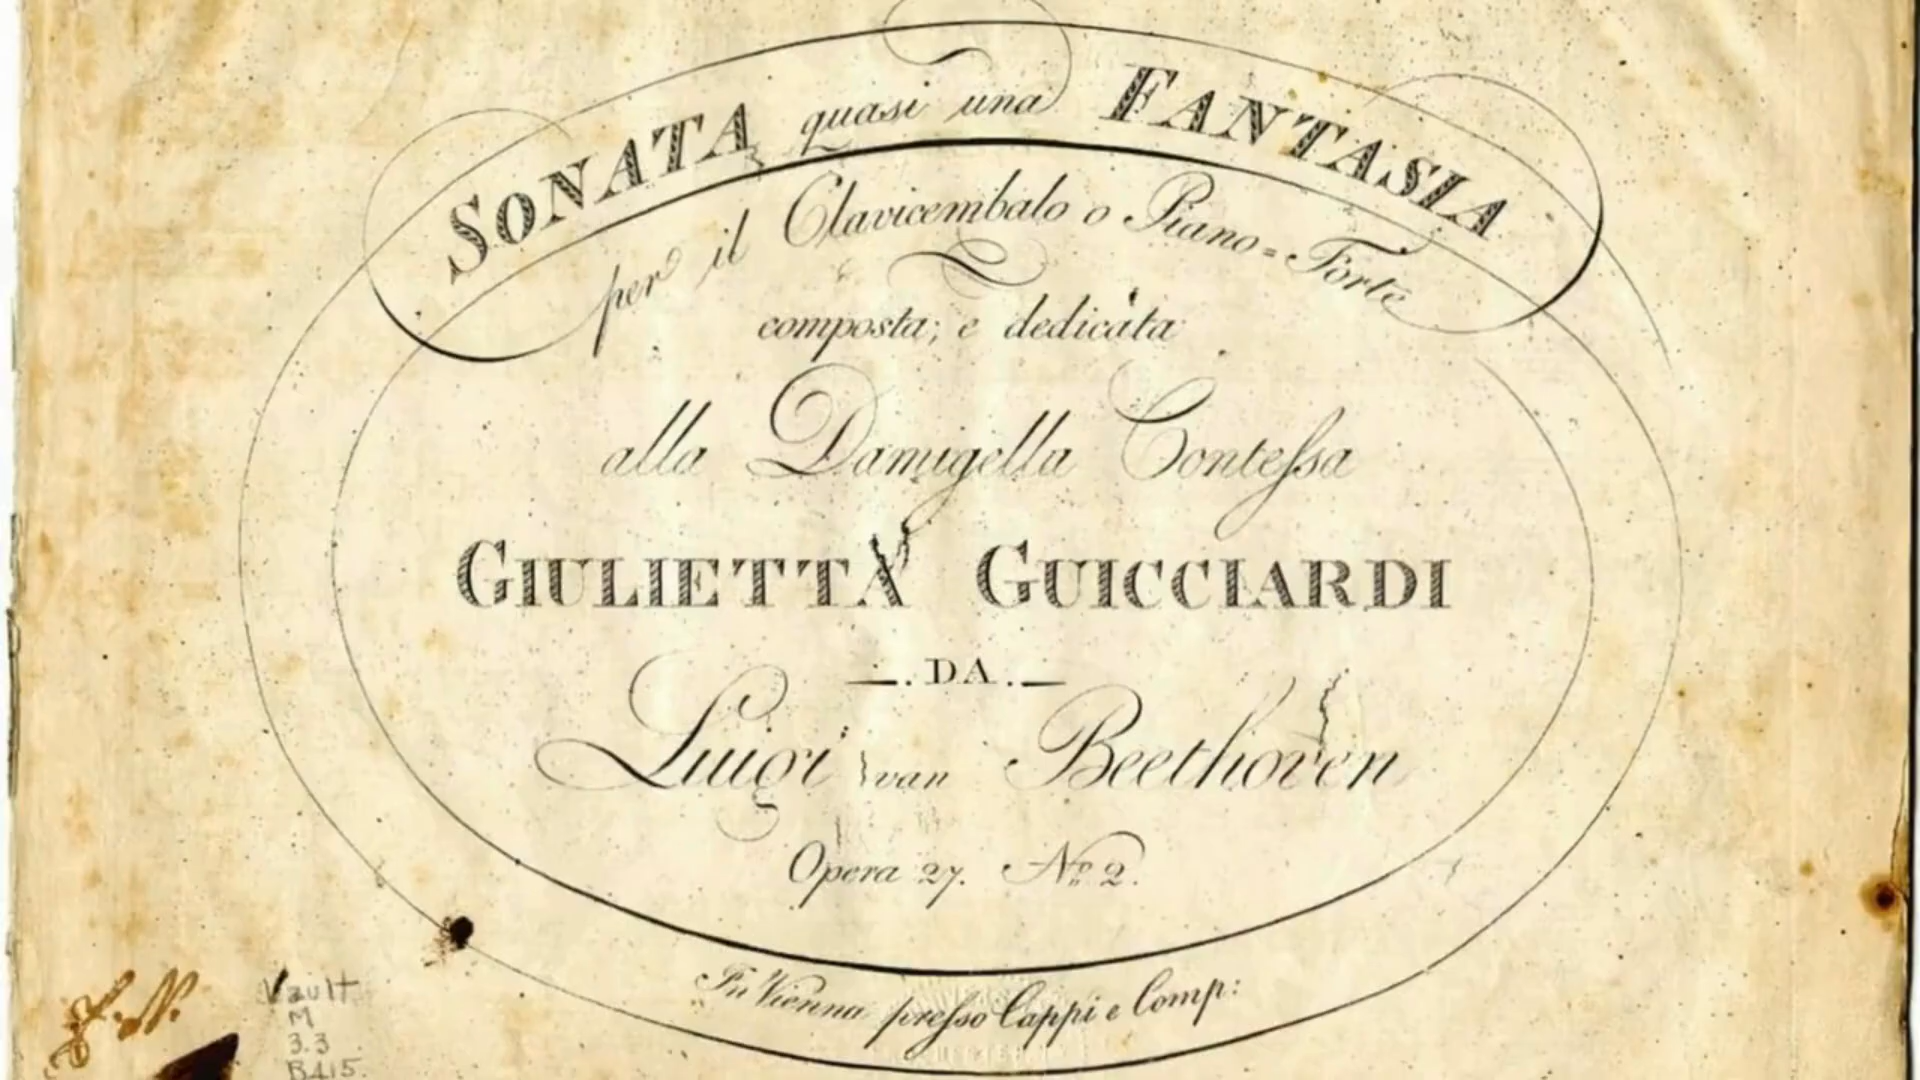 SONATA quasi una FANTASIA
per il Clavicembalo o Piano=Forte
composta; e dedicata
alla Damigella Contessa
GIULIETTA GUICCIARDI
DA
Luigi van Beethoven
Opera 27. No. 2.
In Vienna presso Cappi e Comp:
Vault
M
3.3
B415.